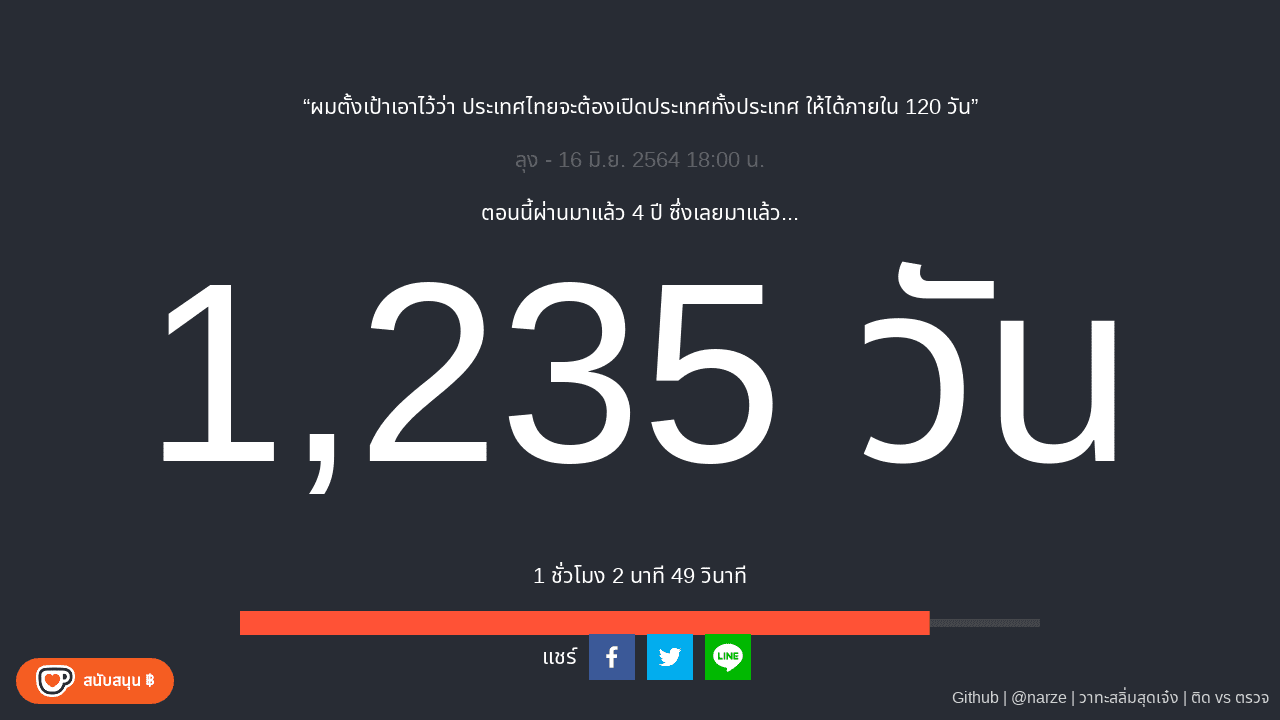 “ผมตั้งเป้าเอาไว้ว่า ประเทศไทยจะต้องเปิดประเทศทั้งประเทศ ให้ได้ภายใน 120 วัน”
ลุง - 16 มิ.ย. 2564 18:00 น.
ตอนนี้ผ่านมาแล้ว 4 ปี ซึ่งเลยมาแล้ว...
1,235 วัน
1 ชั่วโมง 2 นาที 49 วินาที
แชร์
LINE
สนับสนุน ฿
Github | @narze | วาทะสลิ่มสุดเจ๋ง | ติด vs ตรวจ